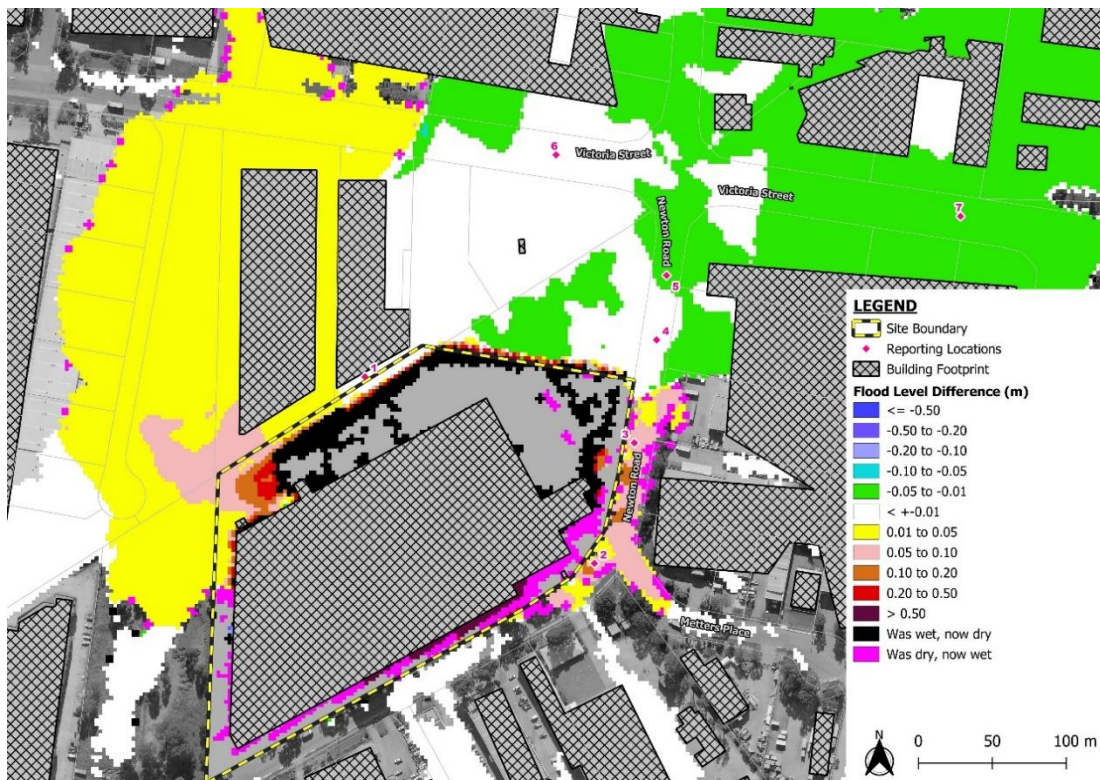 6
Victoria Street
Victoria Street
7
Newton Road
5
4
1
3
Newton Road
2
Metters Place
LEGEND
Site Boundary
Reporting Locations
Building Footprint
Flood Level Difference (m)
<= -0.50
-0.50 to -0.20
-0.20 to -0.10
-0.10 to -0.05
-0.05 to -0.01
< +-0.01
0.01 to 0.05
0.05 to 0.10
0.10 to 0.20
0.20 to 0.50
> 0.50
Was wet, now dry
Was dry, now wet
N
0 50 100 m